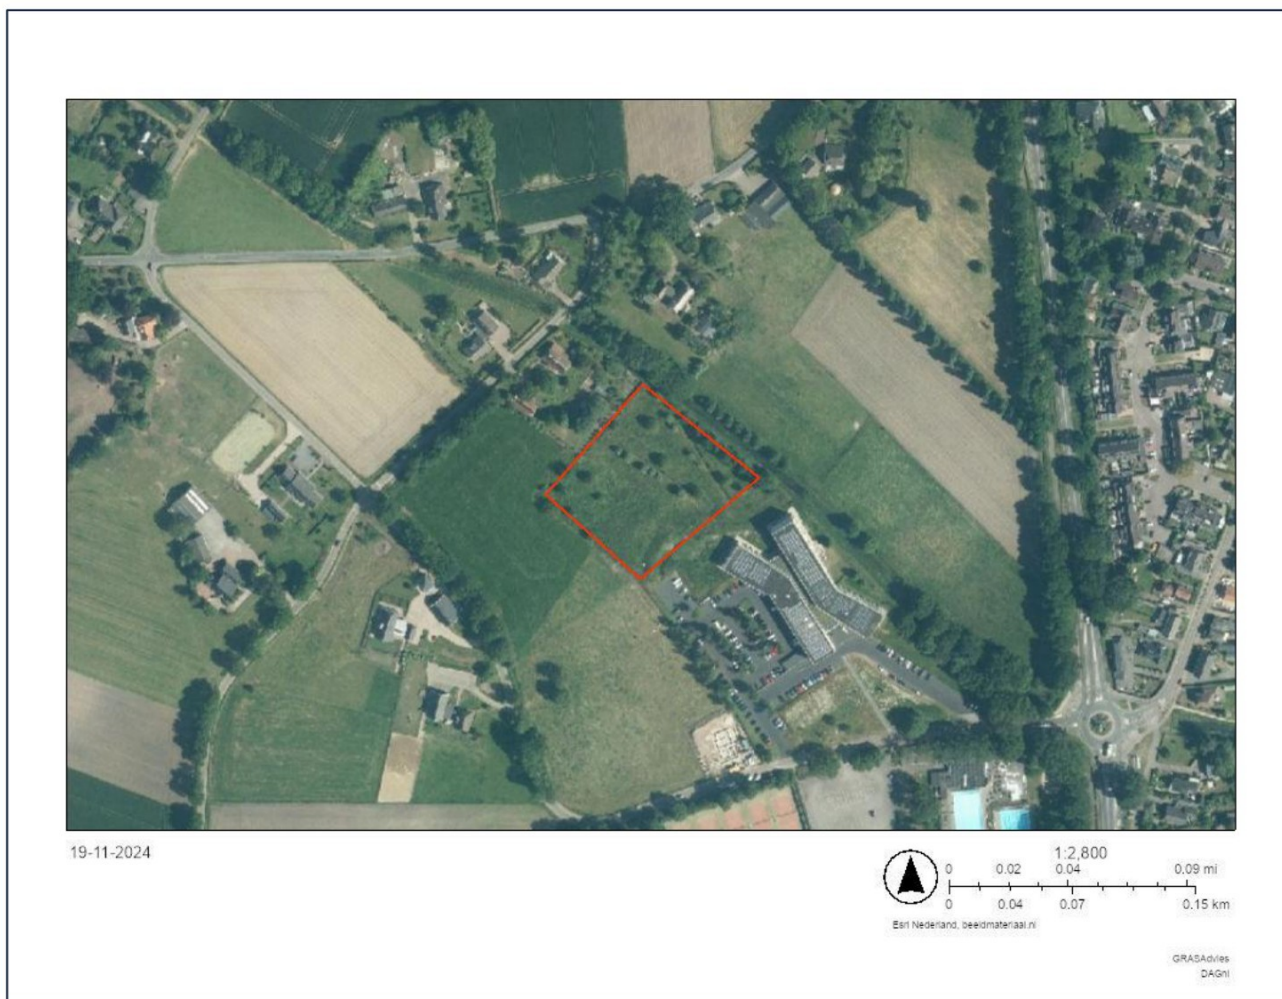 19-11-2024
1:2,800
0 0.02 0.04 0.09 mi
0 0.04 0.07 0.15 km
Esri Nederland, beeldmateriaal.nl
GRASAdvies
DAGnl